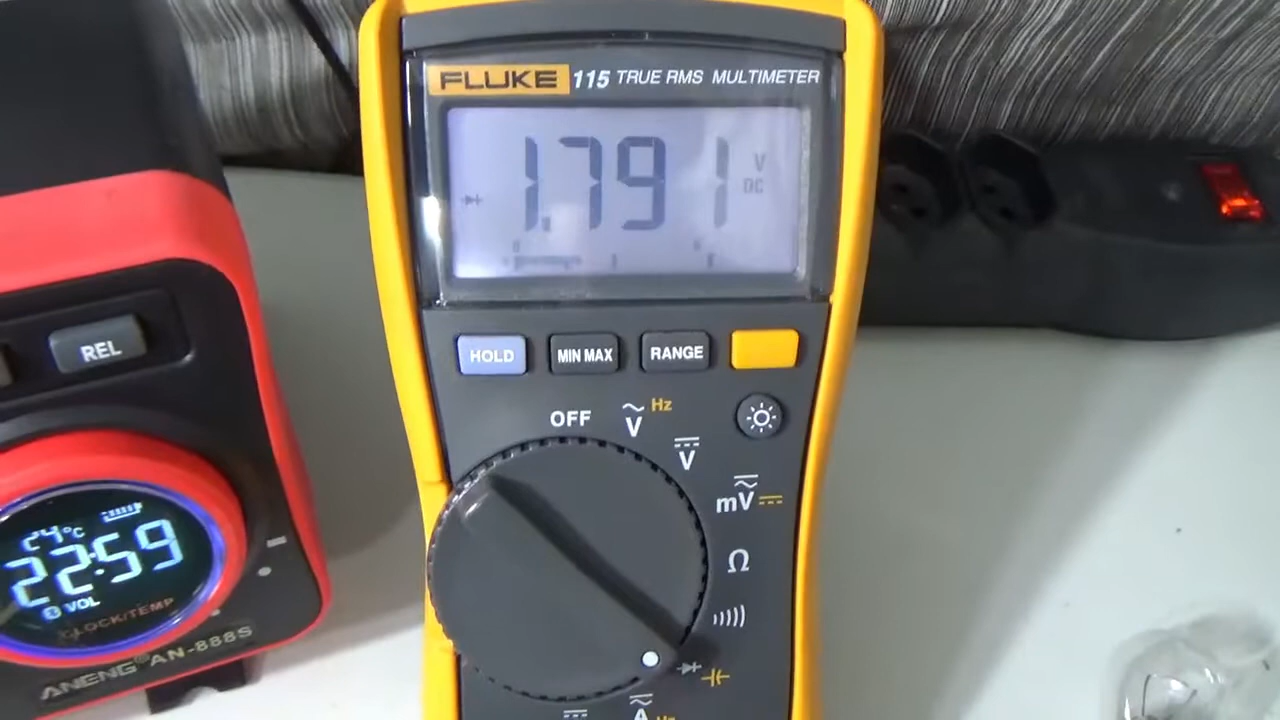 FLUKE 115 TRUE RMS MULTIMETER
1.791 V DC
HOLD MIN MAX RANGE
OFF
V Hz
V
mV
Ω
REL
24°C
22:59
VOL
CLOCK/TEMP
ANENG® AN-888S